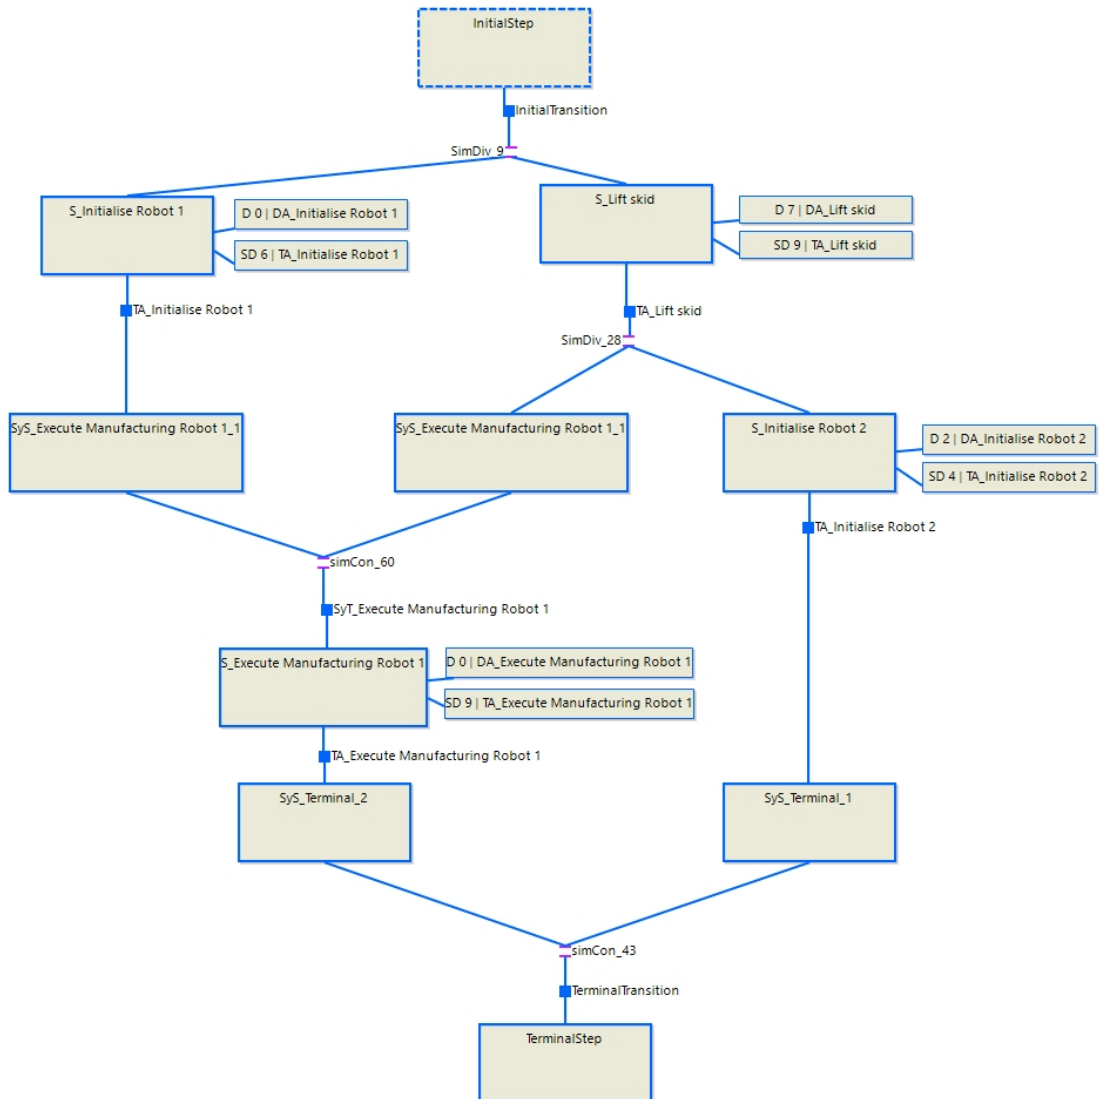 InitialStep
InitialTransition
SimDiv_9
S_Initialise Robot 1
D 0 | DA_Initialise Robot 1
SD 6 | TA_Initialise Robot 1
S_Lift skid
D 7 | DA_Lift skid
SD 9 | TA_Lift skid
TA_Initialise Robot 1
TA_Lift skid
SimDiv_28
SyS_Execute Manufacturing Robot 1_1
SyS_Execute Manufacturing Robot 1_1
S_Initialise Robot 2
D 2 | DA_Initialise Robot 2
SD 4 | TA_Initialise Robot 2
TA_Initialise Robot 2
simCon_60
SyT_Execute Manufacturing Robot 1
S_Execute Manufacturing Robot 1
D 0 | DA_Execute Manufacturing Robot 1
SD 9 | TA_Execute Manufacturing Robot 1
TA_Execute Manufacturing Robot 1
SyS_Terminal_2
SyS_Terminal_1
simCon_43
TerminalTransition
TerminalStep